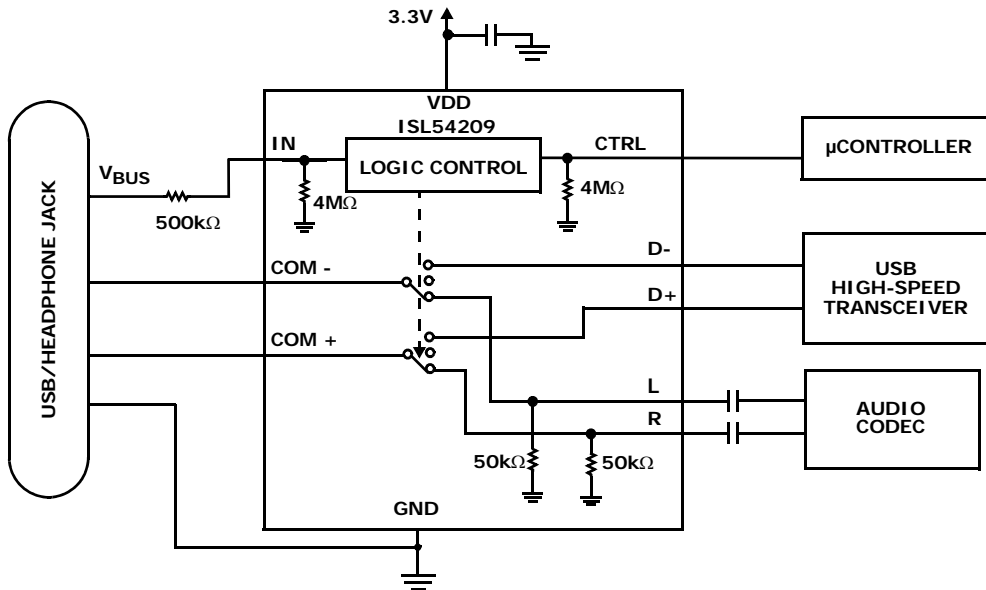 3.3V
VDD
ISL54209
IN
LOGIC CONTROL
CTRL
µCONTROLLER
VBUS
500kΩ
4MΩ
4MΩ
USB/HEADPHONE JACK
COM -
D-
USB
HIGH-SPEED
TRANSCEIVER
D+
COM +
L
R
AUDIO
CODEC
50kΩ
50kΩ
GND